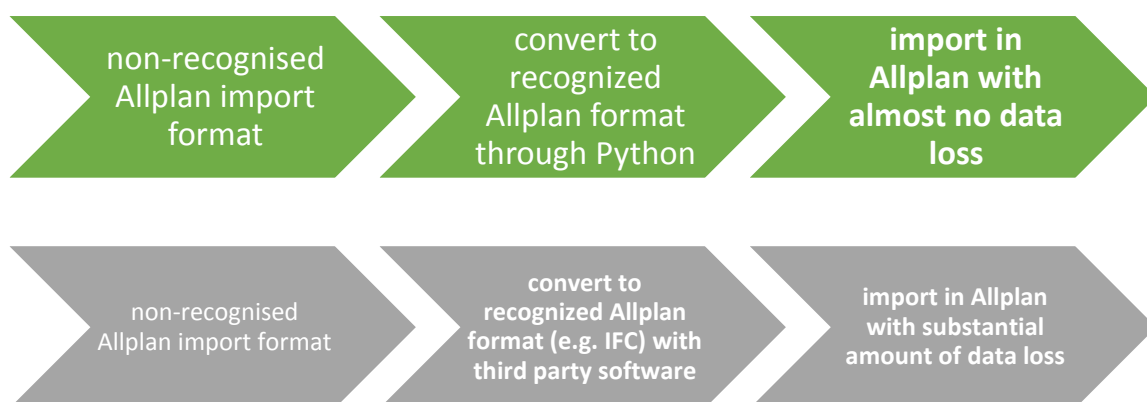 non-recognised
Allplan import
format
convert to
recognized
Allplan format
through Python
import in
Allplan with
almost no data
loss
non-recognised
Allplan import format
convert to
recognized Allplan
format (e.g. IFC) with
third party software
import in Allplan
with substantial
amount of data loss